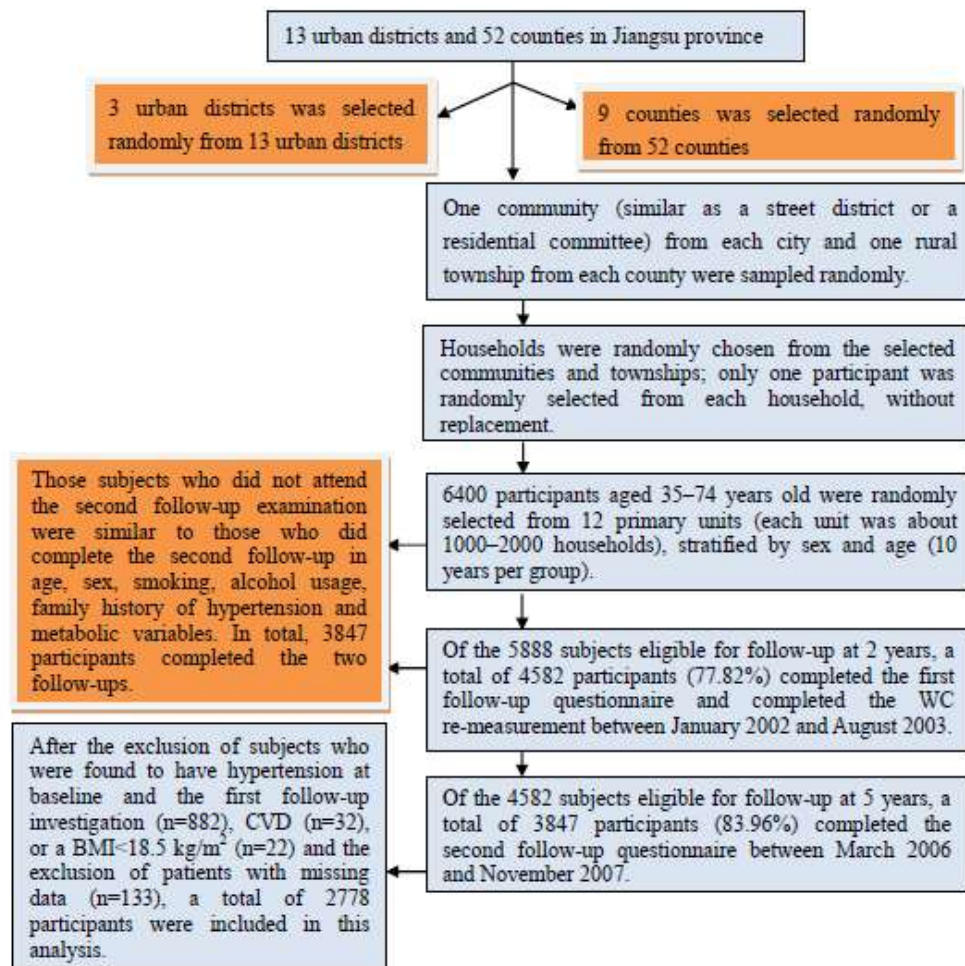 13 urban districts and 52 counties in Jiangsu province
3 urban districts was selected
randomly from 13 urban districts
9 counties was selected randomly
from 52 counties
One community (similar as a street district or a
residential committee) from each city and one rural
township from each county were sampled randomly.
Households were randomly chosen from the selected
communities and townships; only one participant was
randomly selected from each household, without
replacement.
Those subjects who did not attend
the second follow-up examination
were similar to those who did
complete the second follow-up in
age, sex, smoking, alcohol usage,
family history of hypertension and
metabolic variables. In total, 3847
participants completed the two
follow-ups.
6400 participants aged 35–74 years old were randomly
selected from 12 primary units (each unit was about
1000–2000 households), stratified by sex and age (10
years per group).
Of the 5888 subjects eligible for follow-up at 2 years, a
total of 4582 participants (77.82%) completed the first
follow-up questionnaire and completed the WC
re-measurement between January 2002 and August 2003.
After the exclusion of subjects who
were found to have hypertension at
baseline and the first follow-up
investigation (n=882), CVD (n=32),
or a BMI<18.5 kg/m² (n=22) and the
exclusion of patients with missing
data (n=133), a total of 2778
participants were included in this
analysis.
Of the 4582 subjects eligible for follow-up at 5 years, a
total of 3847 participants (83.96%) completed the
second follow-up questionnaire between March 2006
and November 2007.